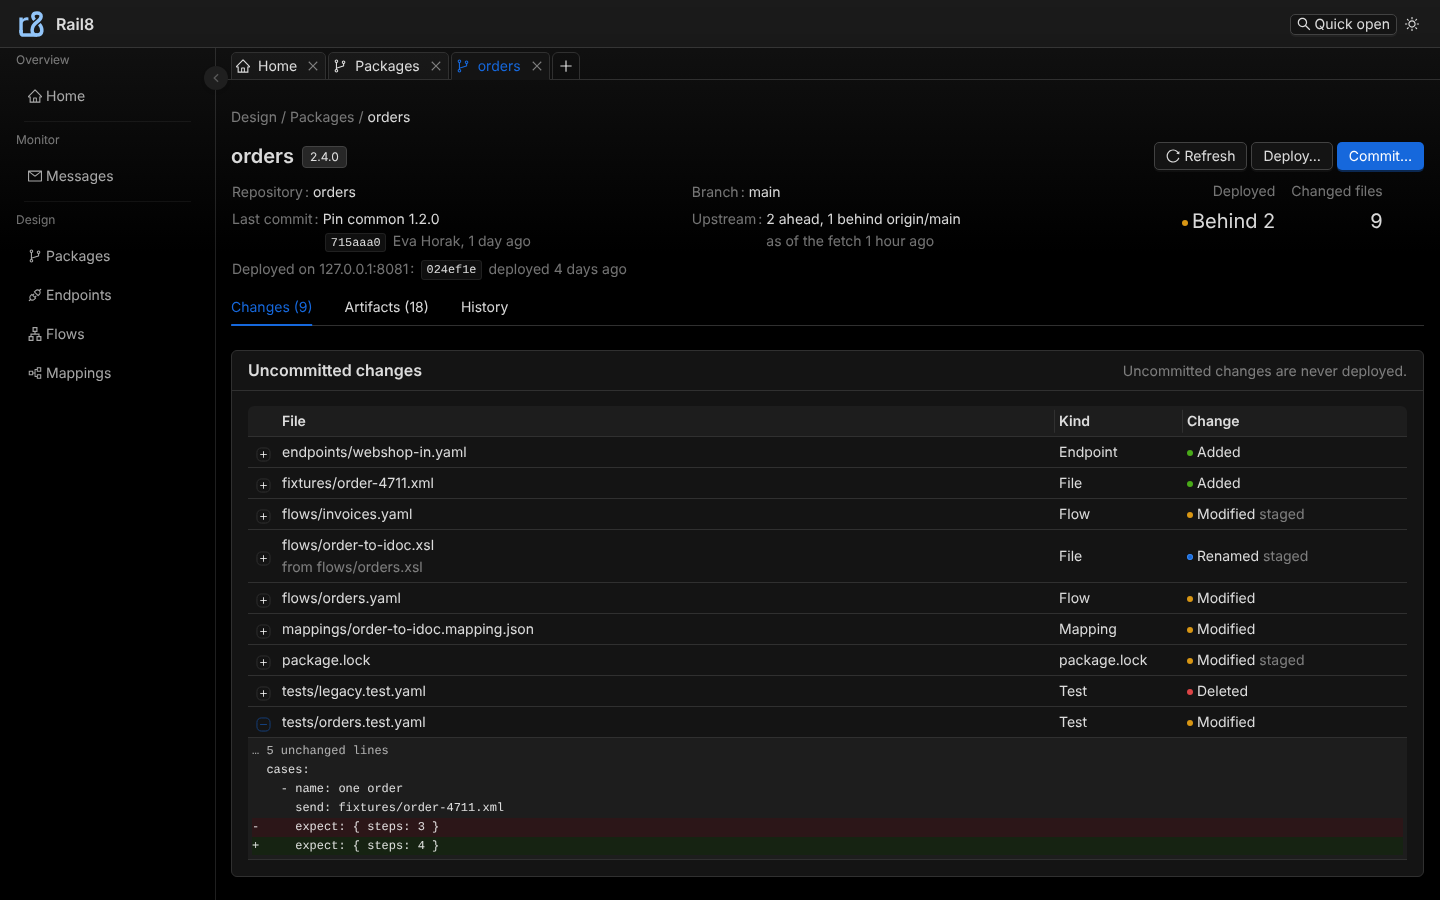 Rail8
Quick open
Overview
Home
Monitor
Messages
Design
Packages
Endpoints
Flows
Mappings
Home
Packages
orders
Design / Packages / orders
orders 2.4.0
Refresh
Deploy...
Commit...
Repository: orders
Branch: main
Last commit: Pin common 1.2.0
715aaa0 Eva Horak, 1 day ago
Upstream: 2 ahead, 1 behind origin/main
as of the fetch 1 hour ago
Deployed
Behind 2
Changed files
9
Deployed on 127.0.0.1:8081: 024ef1e deployed 4 days ago
Changes (9)
Artifacts (18)
History
Uncommitted changes
Uncommitted changes are never deployed.
File Kind Change
+ endpoints/webshop-in.yaml Endpoint Added
+ fixtures/order-4711.xml File Added
+ flows/invoices.yaml Flow Modified staged
+ flows/order-to-idoc.xsl File Renamed staged
from flows/orders.xsl
+ flows/orders.yaml Flow Modified
+ mappings/order-to-idoc.mapping.json Mapping Modified
+ package.lock package.lock Modified staged
+ tests/legacy.test.yaml Test Deleted
tests/orders.test.yaml Test Modified
… 5 unchanged lines
cases:
- name: one order
send: fixtures/order-4711.xml
- expect: { steps: 3 }
+ expect: { steps: 4 }